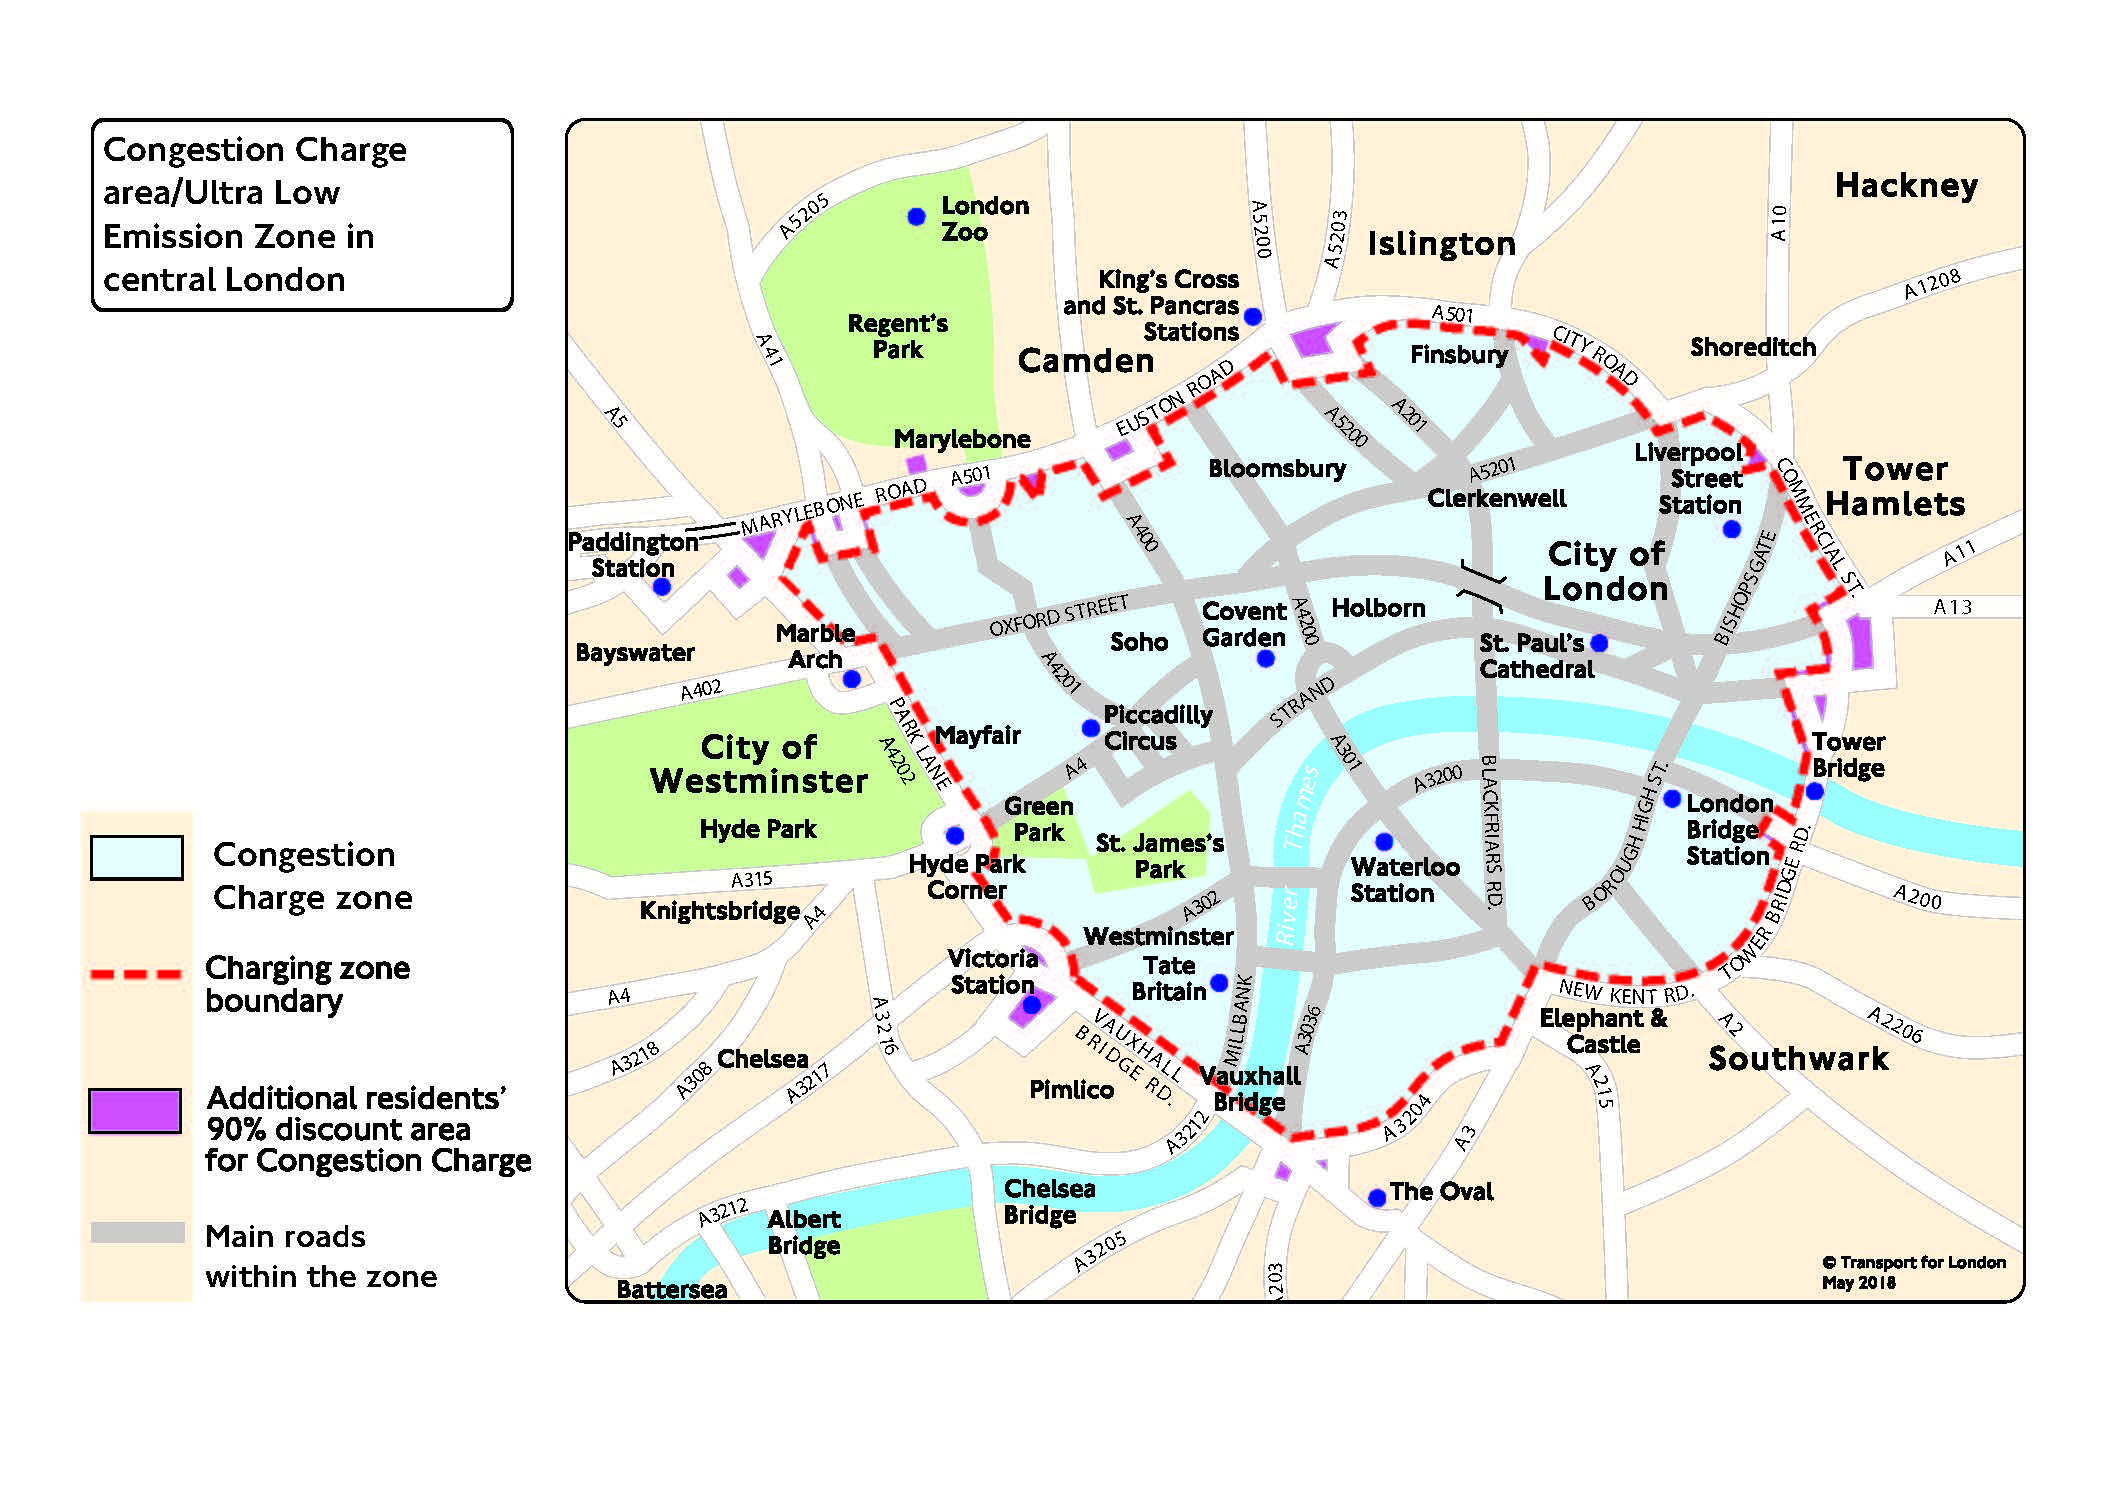 Congestion Charge
area/Ultra Low
Emission Zone in
central London
Congestion
Charge zone
Charging zone
boundary
Additional residents'
90% discount area
for Congestion Charge
Main roads
within the zone
Hackney
London
Zoo
A5205
A5200
A5203
A10
Islington
King's Cross
and St. Pancras
Stations
A1208
Regent's
Park
A501
Finsbury
CITY ROAD
Shoreditch
A41
Camden
EUSTON ROAD
A5
A5200
A201
Marylebone
Bloomsbury
A5201
Clerkenwell
Liverpool
Street
Station
Tower
Hamlets
MARYLEBONE ROAD
A501
COMMERCIAL ST.
Paddington
Station
A400
City of
London
BISHOPSGATE
A11
A13
OXFORD STREET
Covent
Garden
A4200
Holborn
Marble
Arch
Soho
Bayswater
St. Paul's
Cathedral
A402
A4201
PARK LANE
A4202
Mayfair
Piccadilly
Circus
STRAND
City of
Westminster
A4
A301
A3200
BLACKFRIARS RD.
Tower
Bridge
Hyde Park
Green
Park
St. James's
Park
River Thames
BOROUGH HIGH ST.
London
Bridge
Station
Hyde Park
Corner
Waterloo
Station
A315
Knightsbridge
A4
A302
TOWER BRIDGE RD.
A200
Westminster
Victoria
Station
Tate
Britain
A4
A3216
MILLBANK
A3036
NEW KENT RD.
Elephant &
Castle
A2
A2206
Southwark
A3218
A308
Chelsea
A3217
VAUXHALL
BRIDGE RD.
Pimlico
Vauxhall
Bridge
A3212
A3204
A3
A215
Chelsea
Bridge
The Oval
A3212
Albert
Bridge
A3205
A203
Battersea
© Transport for London
May 2018